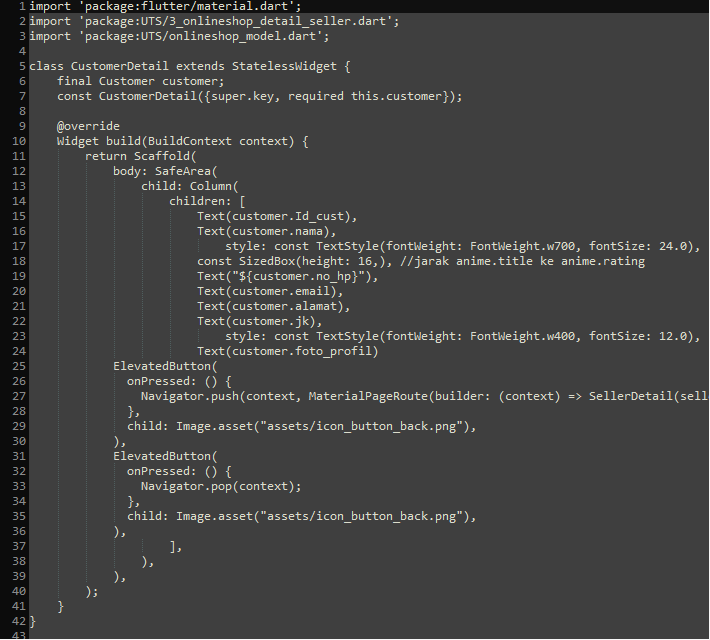 1 import 'package:flutter/material.dart';
2 import 'package:UTS/3_onlineshop_detail_seller.dart';
3 import 'package:UTS/onlineshop_model.dart';
4
5 class CustomerDetail extends StatelessWidget {
6     final Customer customer;
7     const CustomerDetail({super.key, required this.customer});
8
9     @override
10     Widget build(BuildContext context) {
11         return Scaffold(
12             body: SafeArea(
13                 child: Column(
14                     children: [
15                         Text(customer.Id_cust),
16                         Text(customer.nama),
17                             style: const TextStyle(fontWeight: FontWeight.w700, fontSize: 24.0),
18                         const SizedBox(height: 16,), //jarak anime.title ke anime.rating
19                         Text("${customer.no_hp}"),
20                         Text(customer.email),
21                         Text(customer.alamat),
22                         Text(customer.jk),
23                             style: const TextStyle(fontWeight: FontWeight.w400, fontSize: 12.0),
24                         Text(customer.foto_profil)
25             ElevatedButton(
26               onPressed: () {
27                 Navigator.push(context, MaterialPageRoute(builder: (context) => SellerDetail(sell
28               },
29               child: Image.asset("assets/icon_button_back.png"),
30             ),
31             ElevatedButton(
32               onPressed: () {
33                 Navigator.pop(context);
34               },
35               child: Image.asset("assets/icon_button_back.png"),
36             ),
37                     ],
38                 ),
39             ),
40         );
41     }
42 }
43